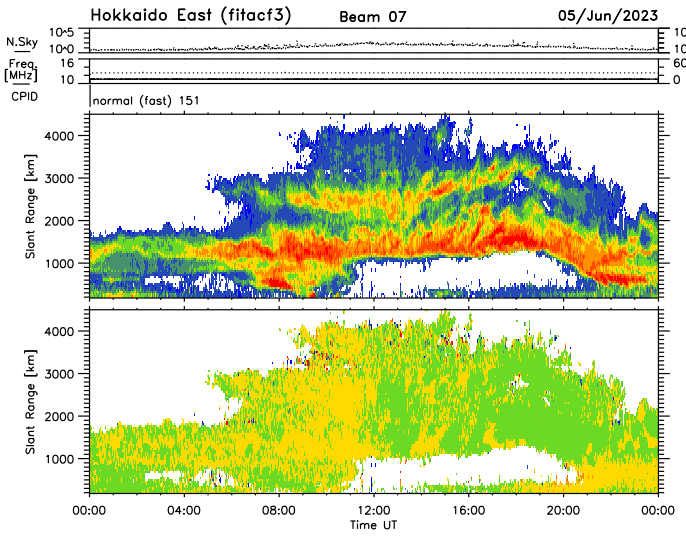 Hokkaido East (fitacf3) Beam 07 05/Jun/2023
N.Sky
10^5
10^0
10
10
Freq.
[MHz]
16
10
60
0
CPID
normal (fast) 151
Slant Range [km]
4000
3000
2000
1000
Slant Range [km]
4000
3000
2000
1000
00:00 04:00 08:00 12:00 16:00 20:00 00:00
Time UT